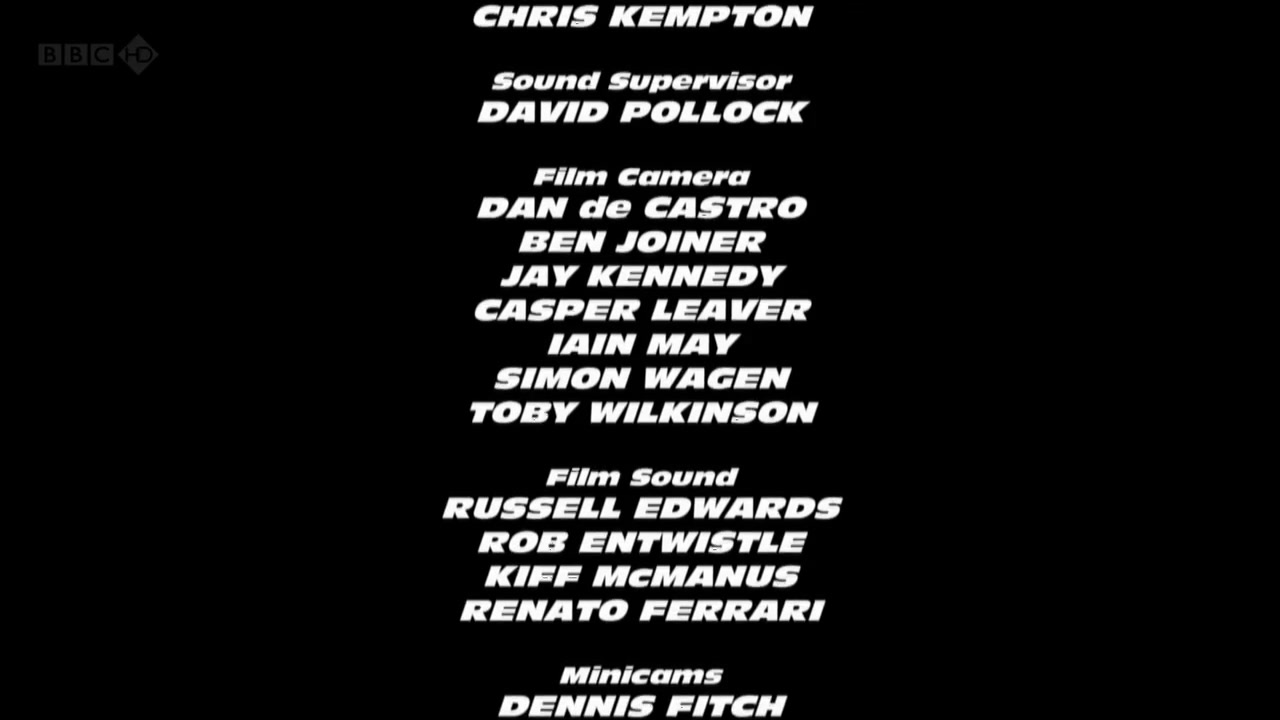 CHRIS KEMPTON
BBC HD
Sound Supervisor
DAVID POLLOCK
Film Camera
DAN de CASTRO
BEN JOINER
JAY KENNEDY
CASPER LEAVER
IAIN MAY
SIMON WAGEN
TOBY WILKINSON
Film Sound
RUSSELL EDWARDS
ROB ENTWISTLE
KIFF McMANUS
RENATO FERRARI
Minicams
DENNIS FITCH